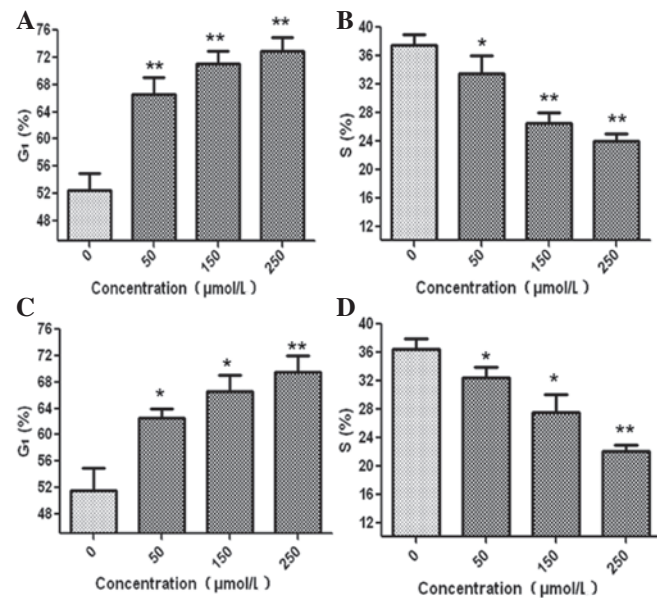 A
G1 (%)
76
72
68
64
60
56
52
48
** ** **
0 50 150 250
Concentration (μmol/L)
B
S (%)
40
36
32
28
24
20
16
12
* ** **
0 50 150 250
Concentration (μmol/L)
C
G1 (%)
76
72
68
64
60
56
52
48
* * **
0 50 150 250
Concentration (μmol/L)
D
S (%)
40
36
32
28
24
20
16
12
* * **
0 50 150 250
Concentration (μmol/L)